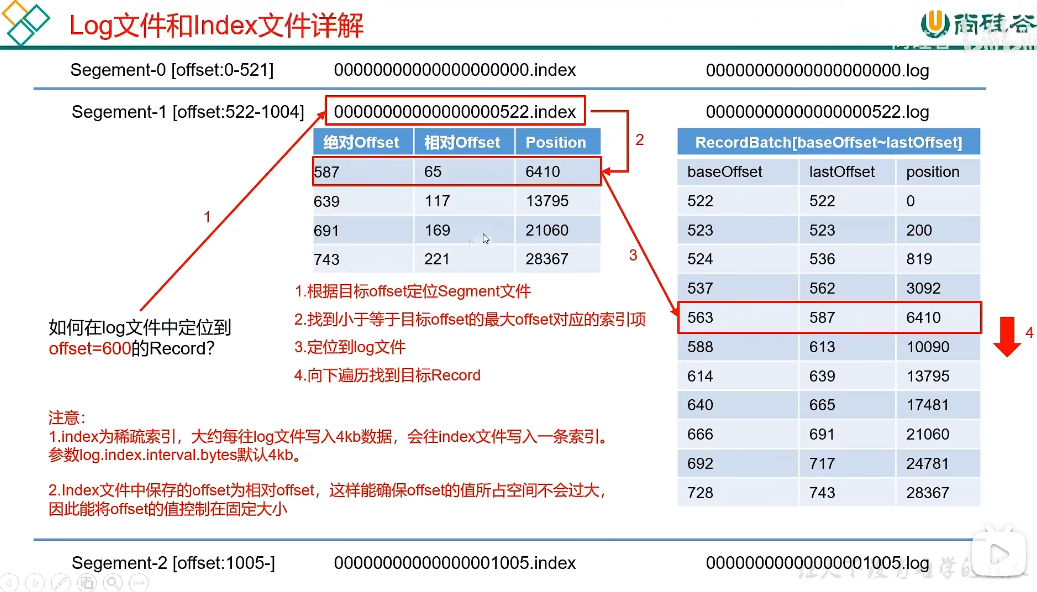 Log文件和Index文件详解
尚硅谷
Segement-0 [offset:0-521] 00000000000000000000.index 00000000000000000000.log
Segement-1 [offset:522-1004] 00000000000000000522.index 00000000000000000522.log
绝对Offset 相对Offset Position
587 65 6410
639 117 13795
691 169 21060
743 221 28367
RecordBatch[baseOffset~lastOffset]
baseOffset lastOffset position
522 522 0
523 523 200
524 536 819
537 562 3092
563 587 6410
588 613 10090
614 639 13795
640 665 17481
666 691 21060
692 717 24781
728 743 28367
1
2
3
4
如何在log文件中定位到
offset=600的Record？
1.根据目标offset定位Segment文件
2.找到小于等于目标offset的最大offset对应的索引项
3.定位到log文件
4.向下遍历找到目标Record
注意：
1.index为稀疏索引，大约每往log文件写入4kb数据，会往index文件写入一条索引。
参数log.index.interval.bytes默认4kb。
2.Index文件中保存的offset为相对offset，这样能确保offset的值所占空间不会过大，
因此能将offset的值控制在固定大小
Segement-2 [offset:1005-] 00000000000000001005.index 00000000000000001005.log